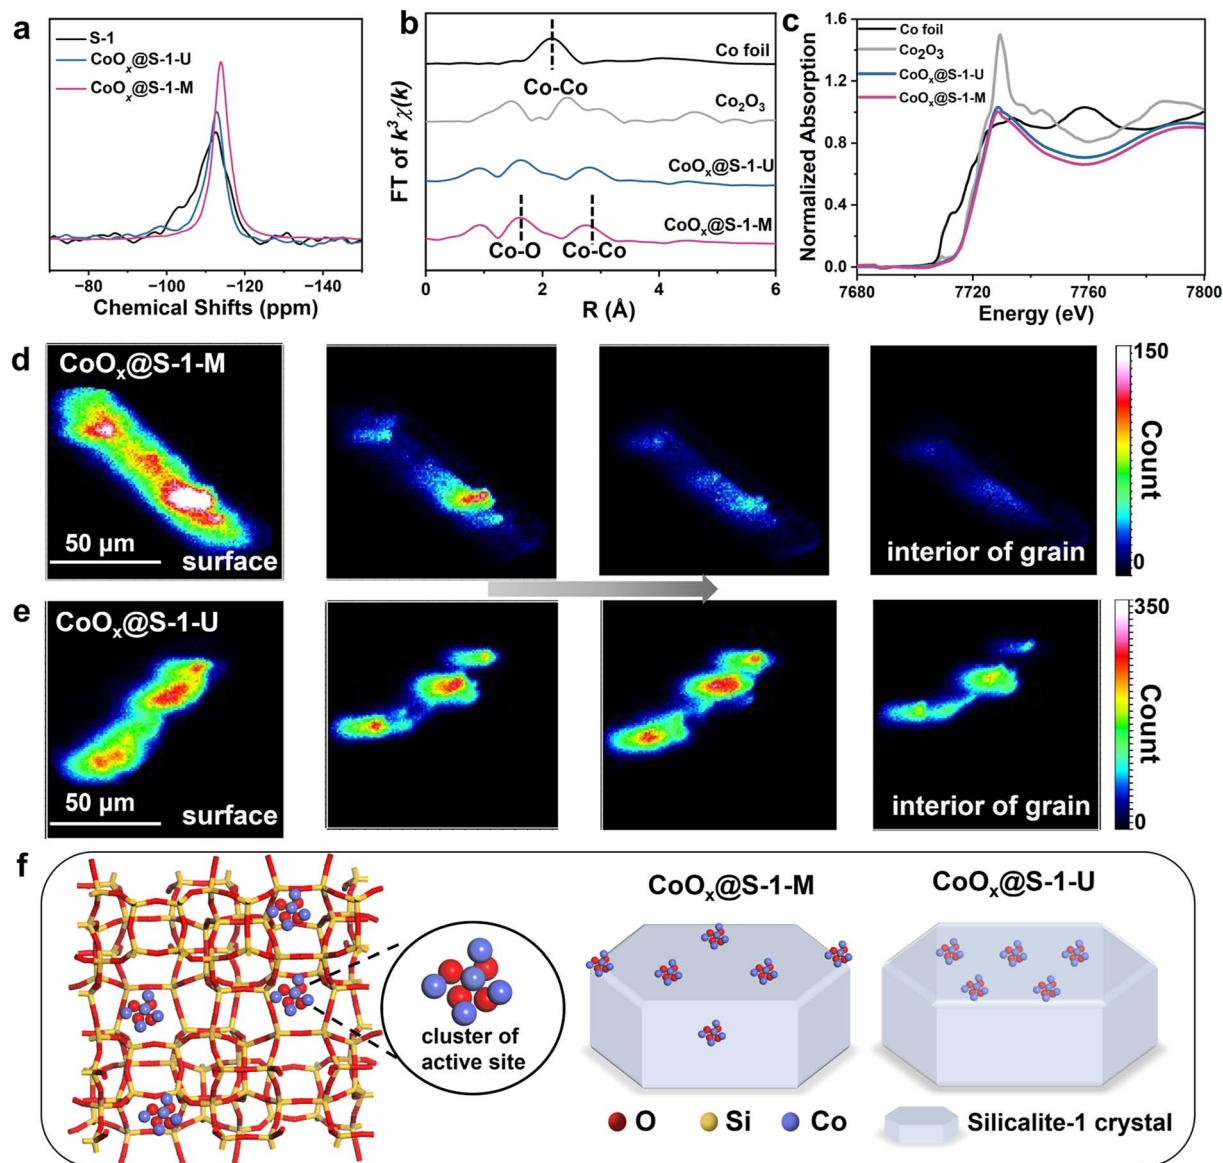 a
S-1
CoOₓ@S-1-U
CoOₓ@S-1-M
−80 −100 −120 −140
Chemical Shifts (ppm)
b
FT of k³χ(k)
Co foil
Co-Co
Co₂O₃
CoOₓ@S-1-U
CoOₓ@S-1-M
Co-O Co-Co
0 2 4 6
R (Å)
c
Normalized Absorption
1.6
1.2
0.8
0.4
0.0
Co foil
Co₂O₃
CoOₓ@S-1-U
CoOₓ@S-1-M
7680 7720 7760 7800
Energy (eV)
d
CoOₓ@S-1-M
50 μm
surface
interior of grain
150
Count
0
e
CoOₓ@S-1-U
50 μm
surface
interior of grain
350
Count
0
f
cluster of
active site
CoOₓ@S-1-M
CoOₓ@S-1-U
O Si Co Silicalite-1 crystal